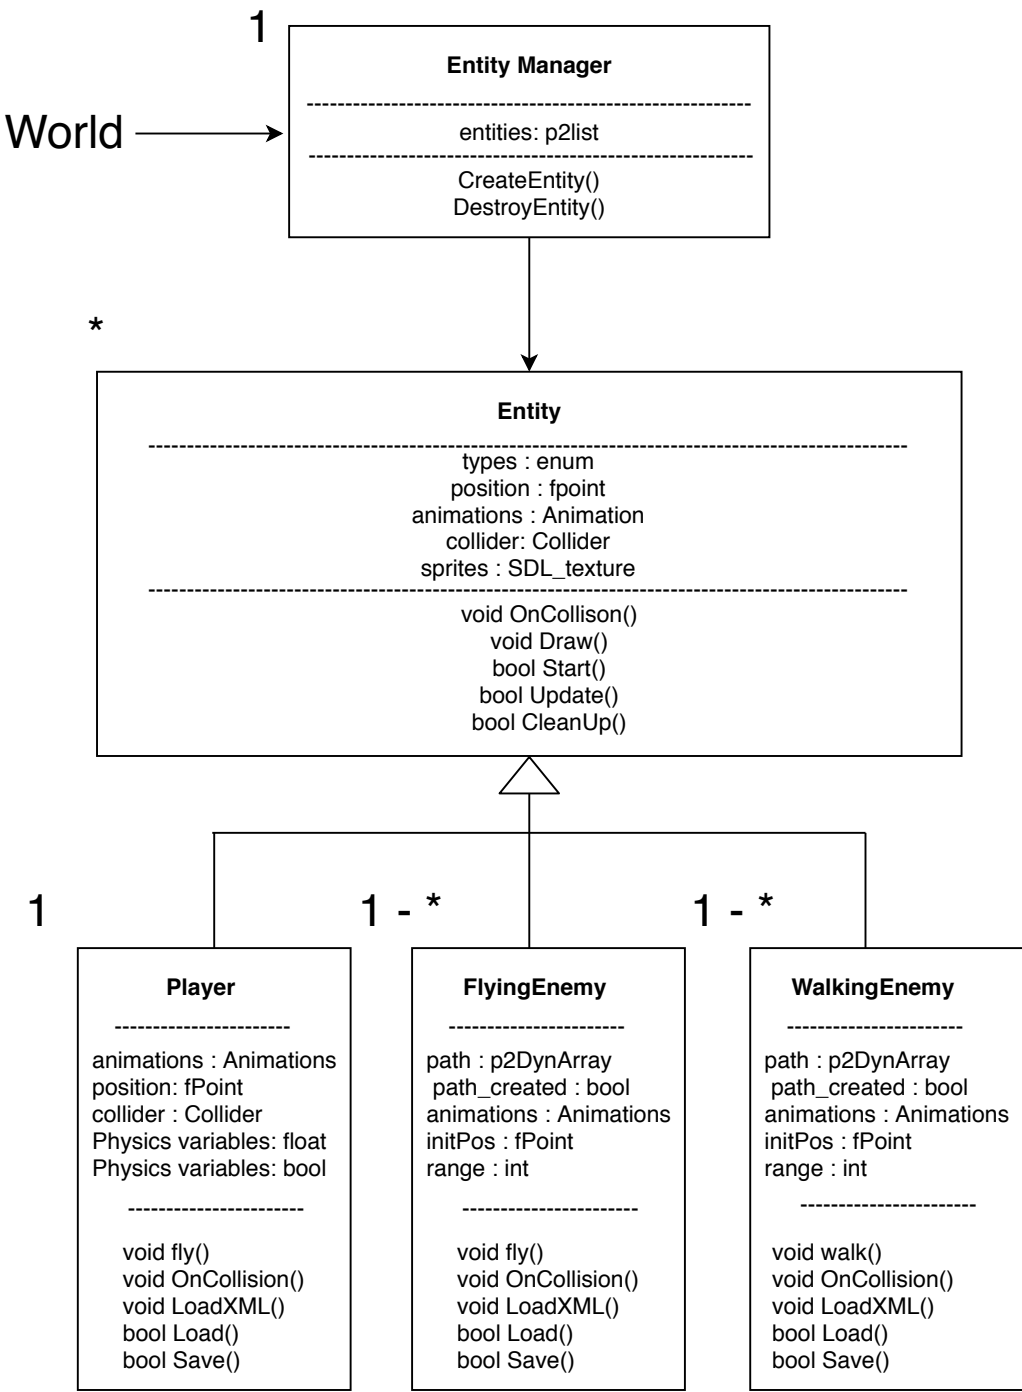 1
Entity Manager
World
entities: p2list
CreateEntity()
DestroyEntity()
*
Entity
types : enum
position : fpoint
animations : Animation
collider: Collider
sprites : SDL_texture
void OnCollison()
void Draw()
bool Start()
bool Update()
bool CleanUp()
1
1 - *
1 - *
Player
animations : Animations
position: fPoint
collider : Collider
Physics variables: float
Physics variables: bool
void fly()
void OnCollision()
void LoadXML()
bool Load()
bool Save()
FlyingEnemy
path : p2DynArray
path_created : bool
animations : Animations
initPos : fPoint
range : int
void fly()
void OnCollision()
void LoadXML()
bool Load()
bool Save()
WalkingEnemy
path : p2DynArray
path_created : bool
animations : Animations
initPos : fPoint
range : int
void walk()
void OnCollision()
void LoadXML()
bool Load()
bool Save()